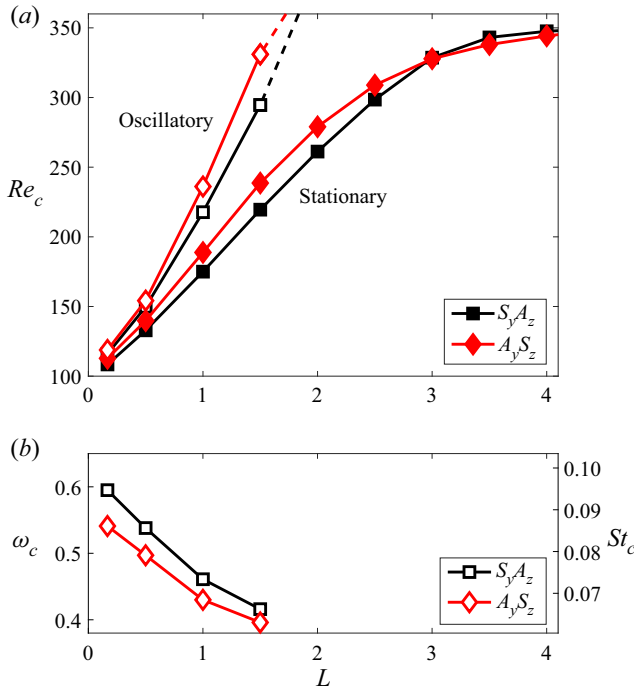 (a)
350
300
Oscillatory
250
Re_c
Stationary
200
150
S_yA_z
A_yS_z
100
0
1
2
3
4
(b)
0.10
0.6
0.09
ω_c
0.5
0.08
St_c
S_yA_z
0.07
0.4
A_yS_z
0
1
2
3
4
L